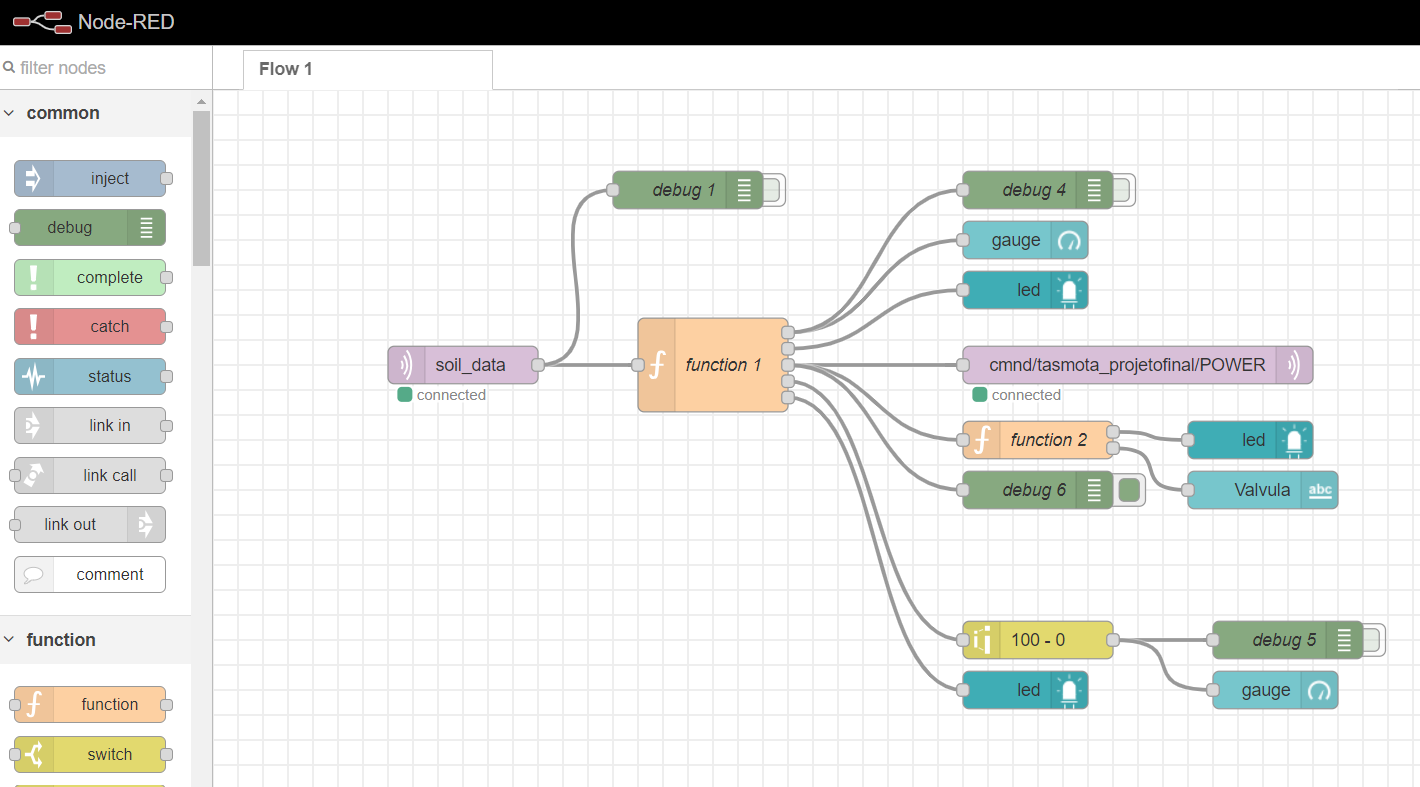 Node-RED
filter nodes
Flow 1
common
inject
debug
complete
catch
status
link in
link call
link out
comment
function
function
switch
soil_data
connected
debug 1
function 1
debug 4
gauge
led
cmnd/tasmota_projetofinal/POWER
connected
function 2
led
debug 6
Valvula
abc
100 - 0
debug 5
led
gauge